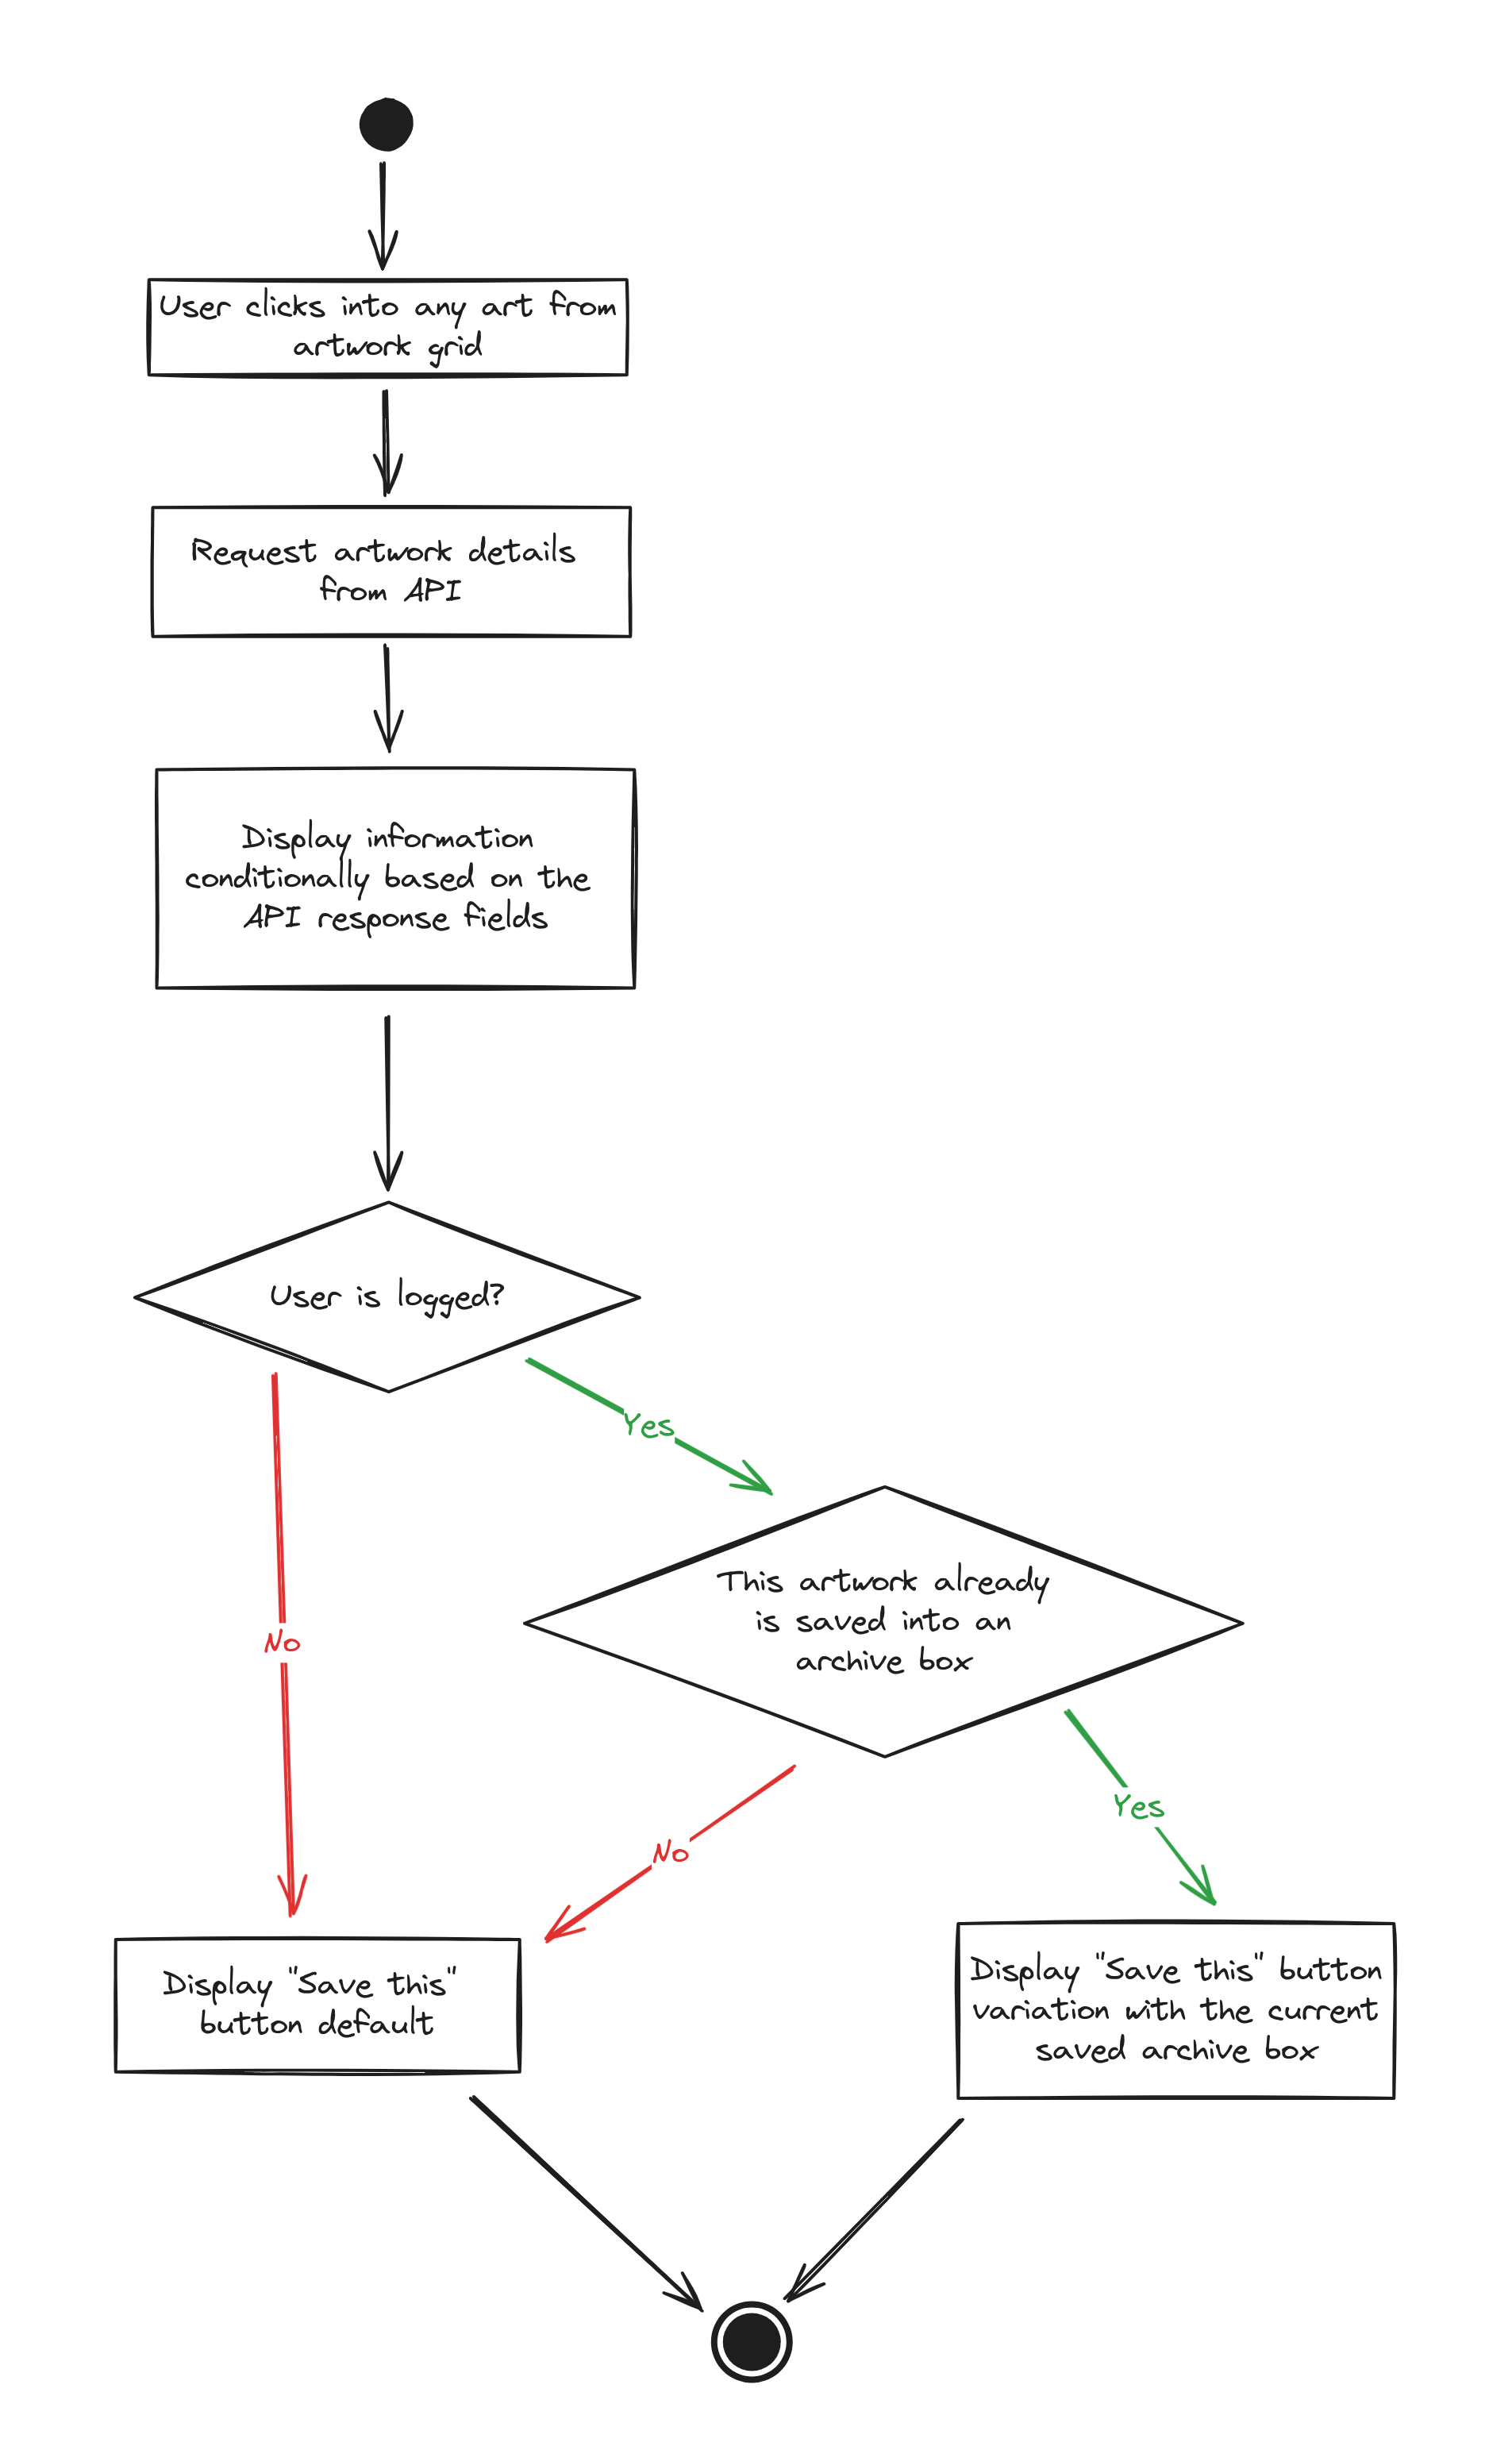 User clicks into any art from
artwork grid
Request artwork details
from API
Display infomation
conditionally based on the
API response fields
User is logged?
Yes
This artwork already
is saved into an
archive box
No
No
Yes
Display "Save this"
button default
Display "Save this" button
variation with the current
saved archive box